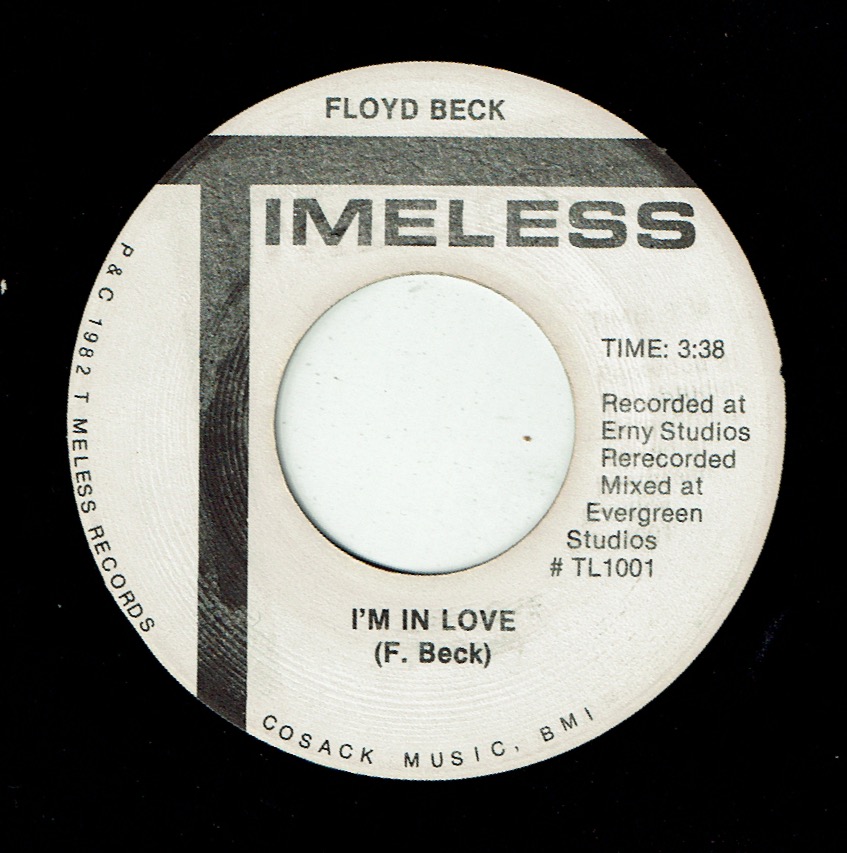 FLOYD BECK
TIMELESS
P & C 1982 T MELESS RECORDS
TIME: 3:38
Recorded at
Erny Studios
Rerecorded
Mixed at
Evergreen
Studios
# TL1001
I'M IN LOVE
(F. Beck)
COSACK MUSIC, BMI